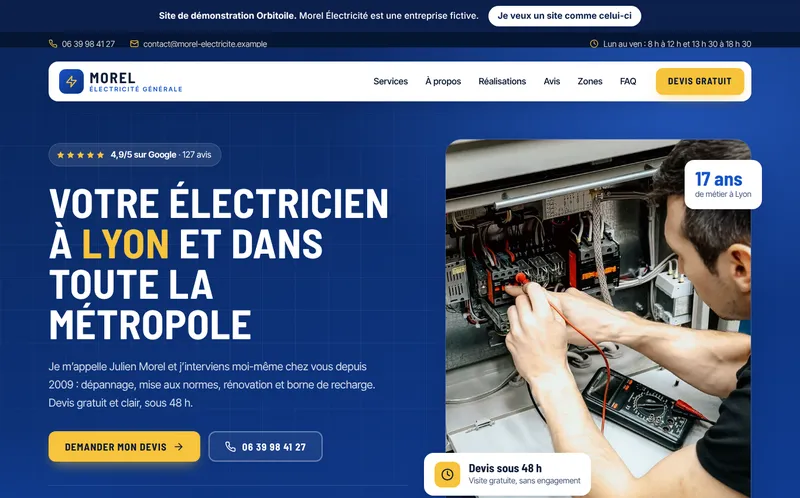 Site de démonstration Orbitoile. Morel Électricité est une entreprise fictive. Je veux un site comme celui-ci
06 39 98 41 27 contact@morel-electricite.example Lun au ven : 8 h à 12 h et 13 h 30 à 18 h 30
MOREL
ÉLECTRICITÉ GÉNÉRALE
Services À propos Réalisations Avis Zones FAQ DEVIS GRATUIT
4,9/5 sur Google · 127 avis
17 ans
de métier à Lyon
VOTRE ÉLECTRICIEN
À LYON ET DANS
TOUTE LA
MÉTROPOLE
Je m'appelle Julien Morel et j'interviens moi-même chez vous depuis
2009 : dépannage, mise aux normes, rénovation et borne de recharge.
Devis gratuit et clair, sous 48 h.
DEMANDER MON DEVIS → 06 39 98 41 27
Devis sous 48 h
Visite gratuite, sans engagement